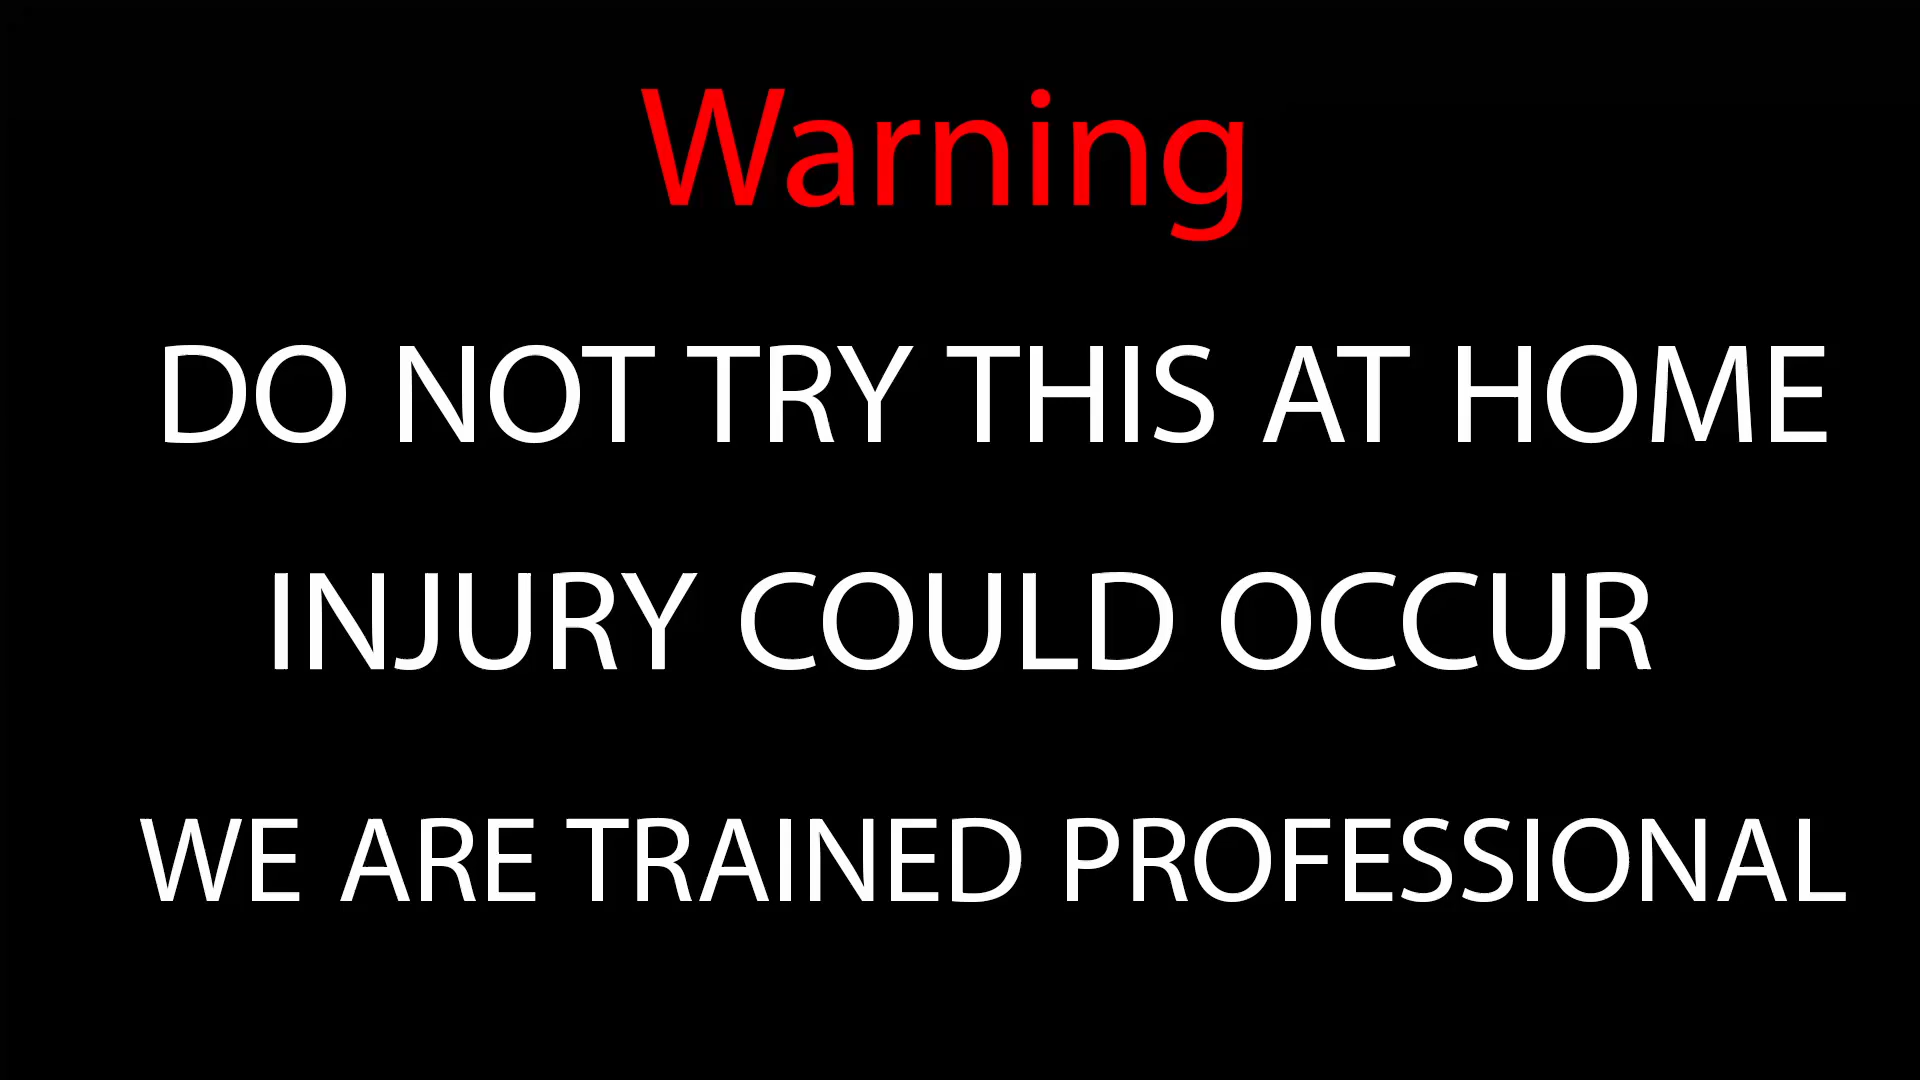 Warning
DO NOT TRY THIS AT HOME
INJURY COULD OCCUR
WE ARE TRAINED PROFESSIONAL